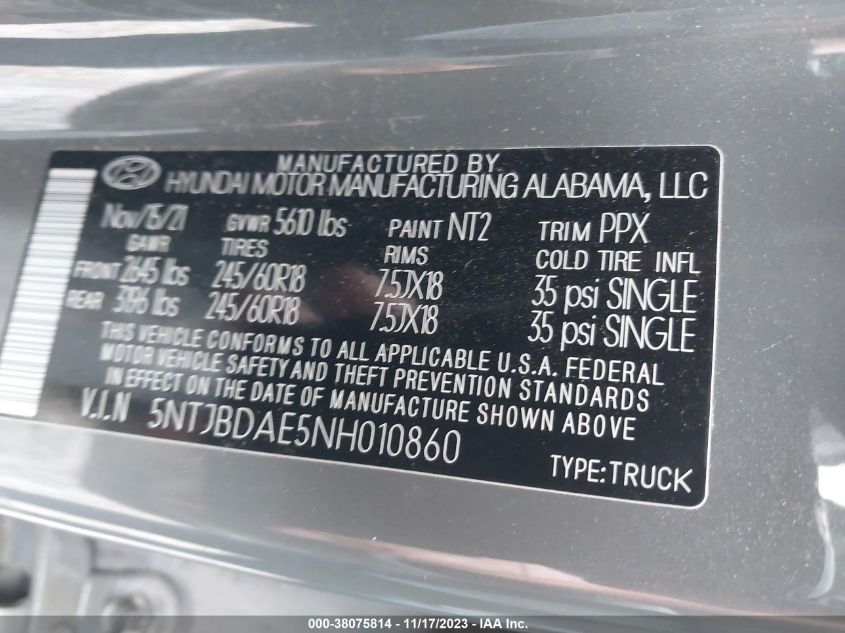 MANUFACTURED BY
HYUNDAI MOTOR MANUFACTURING ALABAMA, LLC
Nov/15/21 GVWR 5610 lbs PAINT NT2 TRIM PPX
GAWR TIRES RIMS COLD TIRE INFL
FRONT 2645 lbs 245/60R18 7.5JX18 35 psi SINGLE
REAR 3196 lbs 245/60R18 7.5JX18 35 psi SINGLE
THIS VEHICLE CONFORMS TO ALL APPLICABLE U.S.A. FEDERAL
MOTOR VEHICLE SAFETY AND THEFT PREVENTION STANDARDS
IN EFFECT ON THE DATE OF MANUFACTURE SHOWN ABOVE
V.I.N 5NTJBDAE5NH010860
TYPE:TRUCK
000-38075814 - 11/17/2023 - IAA Inc.